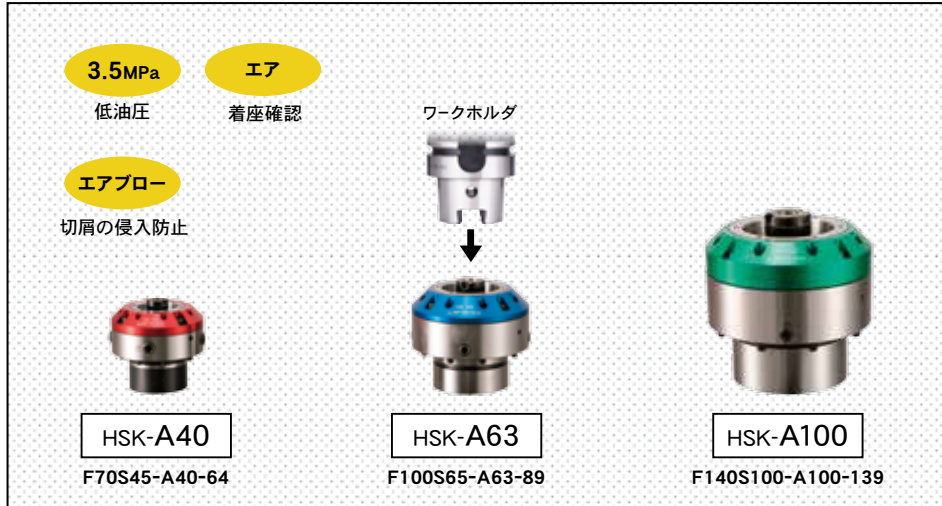 3.5MPa
低油圧
エア
着座確認
エアブロー
切屑の侵入防止
ワークホルダ
HSK-A40
F70S45-A40-64
HSK-A63
F100S65-A63-89
HSK-A100
F140S100-A100-139